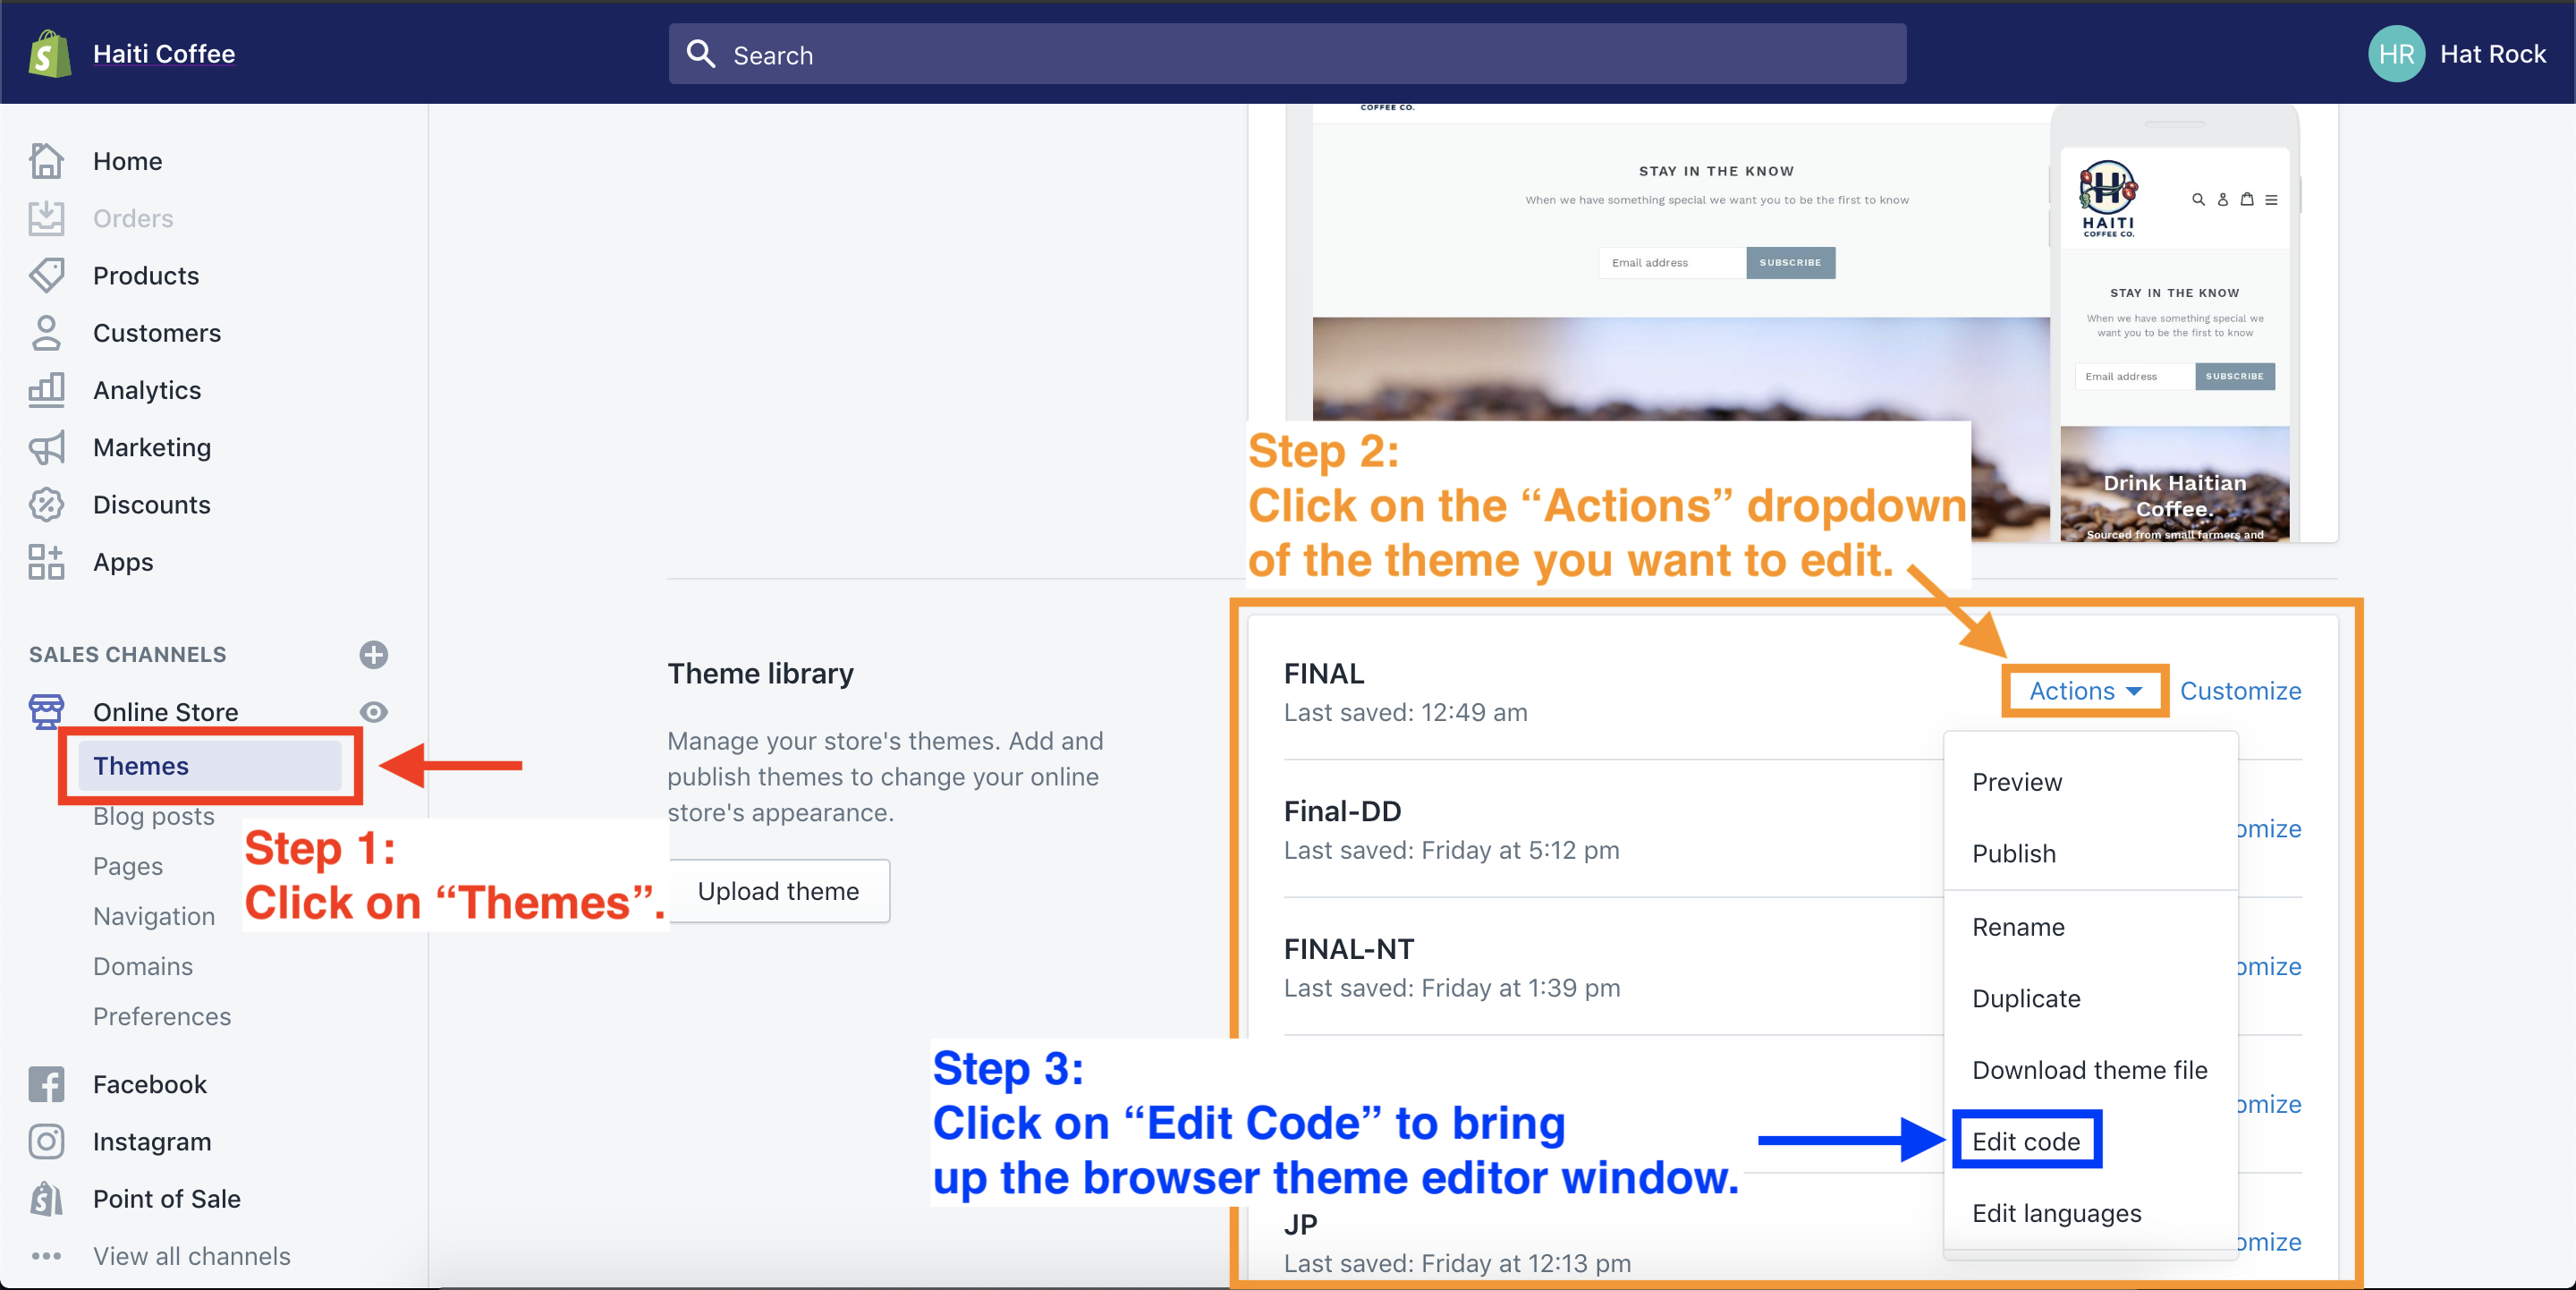 Haiti Coffee
Search
HR
Hat Rock
Home
Orders
Products
Customers
Analytics
Marketing
Discounts
Apps
SALES CHANNELS
Online Store
Themes
Blog posts
Pages
Navigation
Domains
Preferences
Facebook
Instagram
Point of Sale
View all channels
Step 1:
Click on “Themes”.
COFFEE CO.
STAY IN THE KNOW
When we have something special we want you to be the first to know
Email address
SUBSCRIBE
H
HAITI
COFFEE CO.
STAY IN THE KNOW
When we have something special we
want you to be the first to know
Email address
SUBSCRIBE
Drink Haitian
Coffee.
Sourced from small farmers and
Step 2:
Click on the “Actions” dropdown
of the theme you want to edit.
Theme library
Manage your store's themes. Add and
publish themes to change your online
store's appearance.
Upload theme
FINAL
Last saved: 12:49 am
Actions
Customize
Final-DD
Last saved: Friday at 5:12 pm
omize
FINAL-NT
Last saved: Friday at 1:39 pm
omize
omize
JP
Last saved: Friday at 12:13 pm
omize
Preview
Publish
Rename
Duplicate
Download theme file
Edit code
Edit languages
Step 3:
Click on “Edit Code” to bring
up the browser theme editor window.